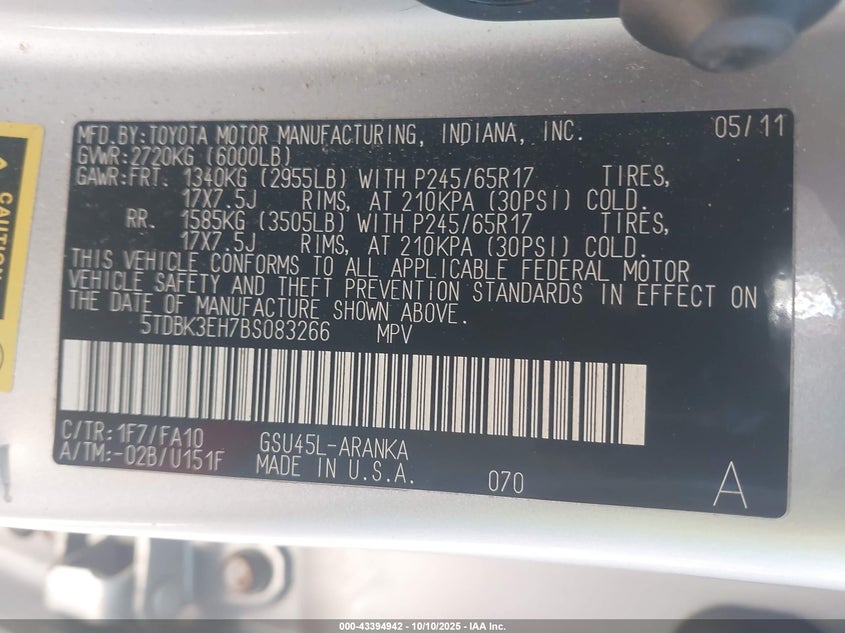 MFD.BY:TOYOTA MOTOR MANUFACTURING, INDIANA, INC. 05/11
GVWR:2720KG (6000LB)
GAWR:FRT. 1340KG (2955LB) WITH P245/65R17 TIRES,
17X7.5J RIMS, AT 210KPA (30PSI) COLD.
RR. 1585KG (3505LB) WITH P245/65R17 TIRES,
17X7.5J RIMS, AT 210KPA (30PSI) COLD.
THIS VEHICLE CONFORMS TO ALL APPLICABLE FEDERAL MOTOR
VEHICLE SAFETY AND THEFT PREVENTION STANDARDS IN EFFECT ON
THE DATE OF MANUFACTURE SHOWN ABOVE.
5TDBK3EH7BS083266 MPV
C/TR:1F7/FA10 GSU45L-ARANKA
A/TM:-02B/U151F MADE IN U.S.A. 070 A
CAUTION
000-43394942 - 10/10/2025 - IAA Inc.